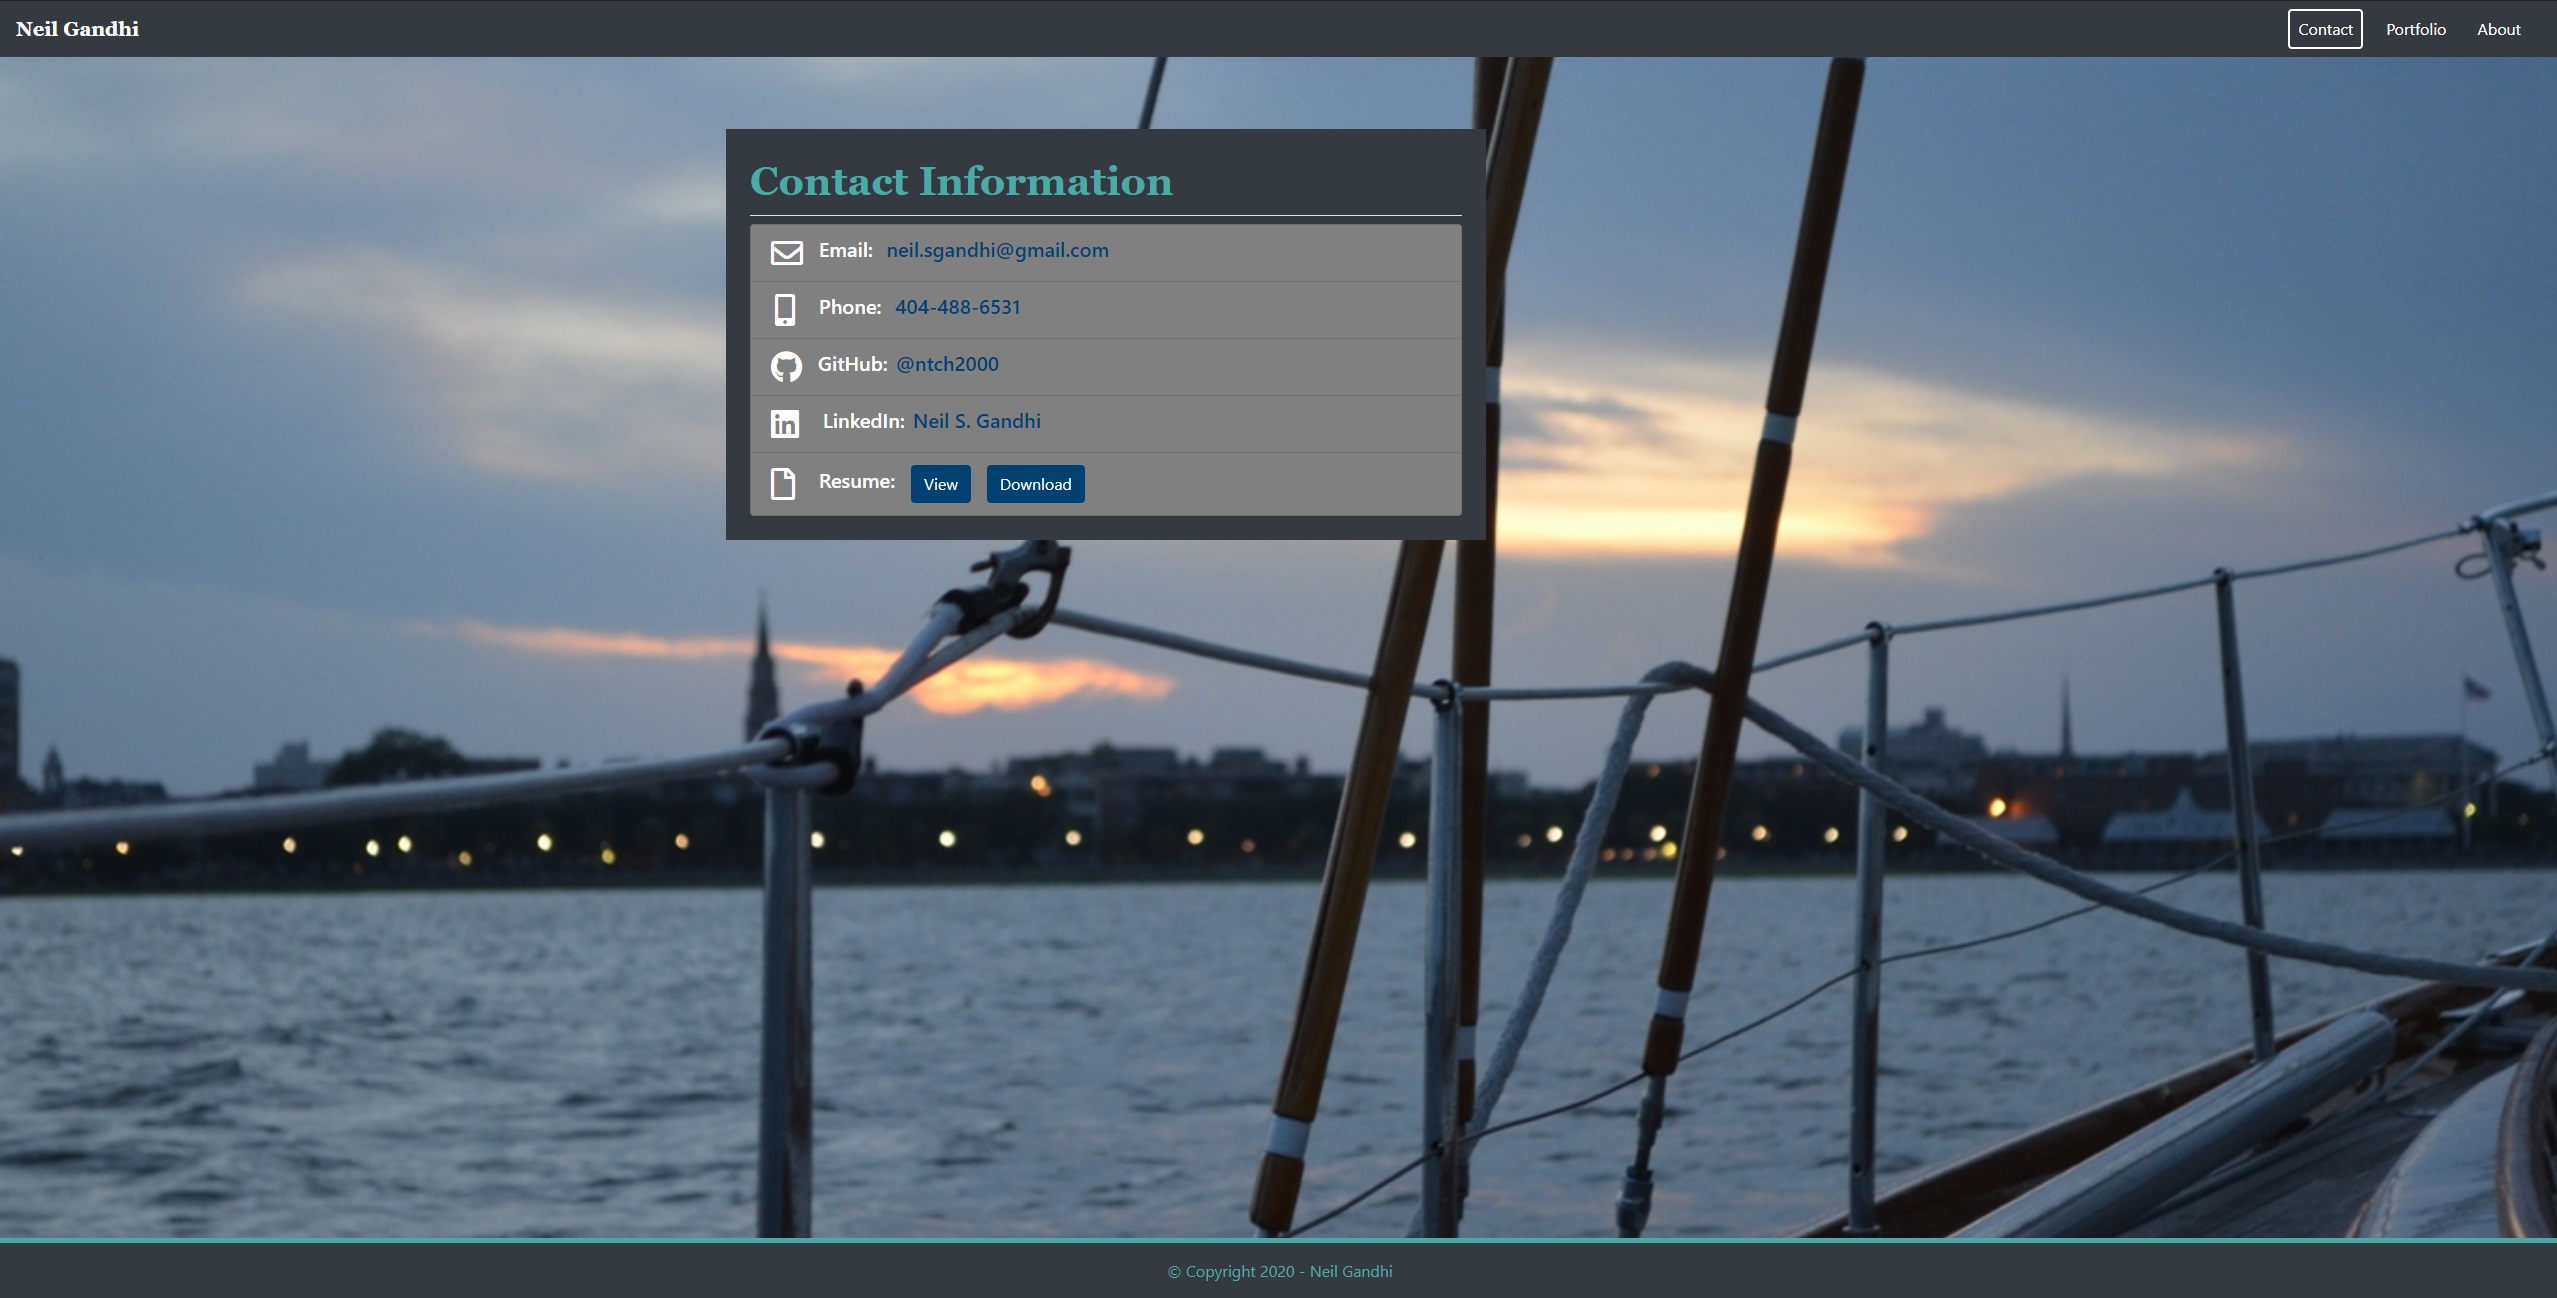 Neil Gandhi
Contact Portfolio About
Contact Information
Email: neil.sgandhi@gmail.com
Phone: 404-488-6531
GitHub: @ntch2000
LinkedIn: Neil S. Gandhi
Resume: View Download
© Copyright 2020 - Neil Gandhi